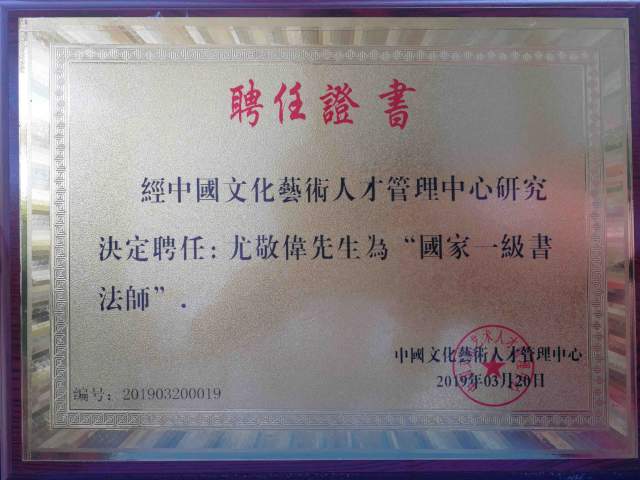 聘任證書
經中國文化藝術人才管理中心研究
決定聘任：尤敬偉先生為“國家一級書
法師”．
中國文化藝術人才管理中心
2019年03月20日
编号：201903200019